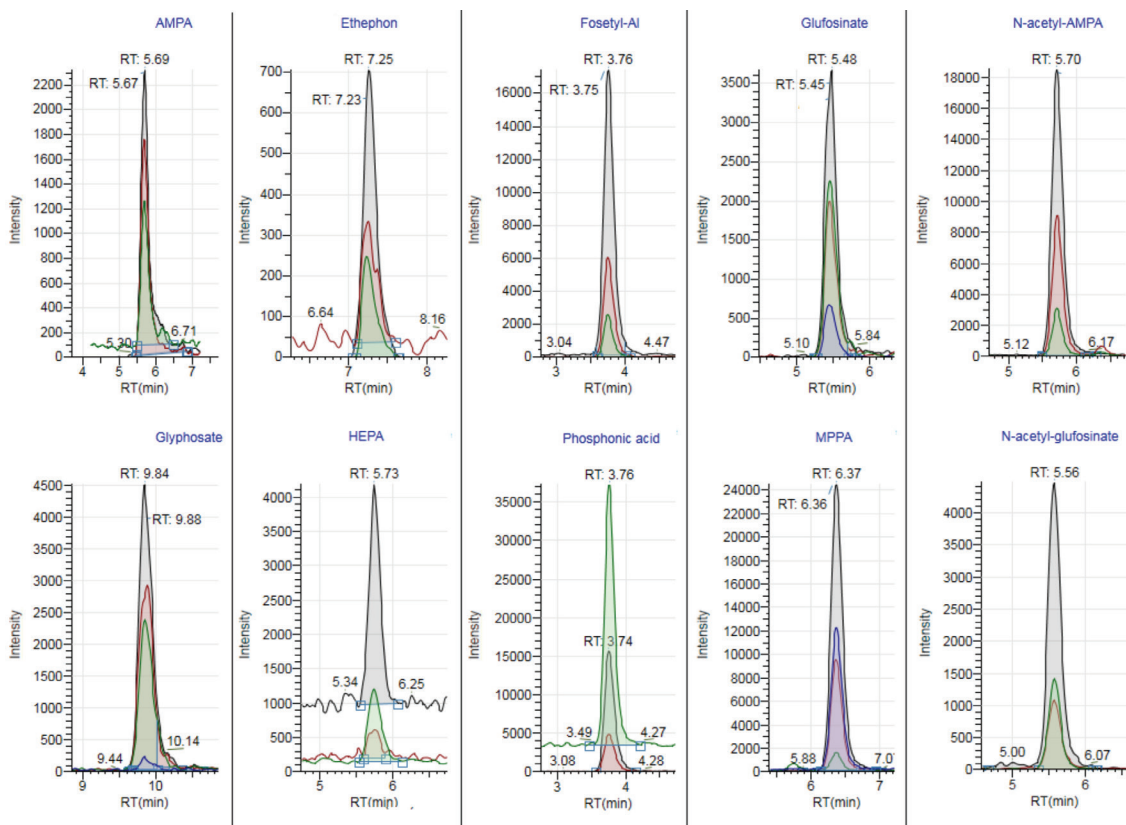 AMPA
RT: 5.69
RT: 5.67
2200
2000
1800
1600
1400
1200
1000
800
600
400
200
0
5.30
6.71
5 6 7
RT(min)
Intensity
Ethephon
RT: 7.25
RT: 7.23
700
600
500
400
300
200
100
0
6.64
8.16
7 8
RT(min)
Intensity
Fosetyl-Al
RT: 3.76
RT: 3.75
16000
14000
12000
10000
8000
6000
4000
2000
0
3.04
4.47
3 4
RT(min)
Intensity
Glufosinate
RT: 5.48
RT: 5.45
3500
3000
2500
2000
1500
1000
500
0
5.10
5.84
5 6
RT(min)
Intensity
N-acetyl-AMPA
RT: 5.70
18000
16000
14000
12000
10000
8000
6000
4000
2000
0
5.12
6.17
5 6
RT(min)
Intensity
Glyphosate
RT: 9.84
RT: 9.88
4500
4000
3500
3000
2500
2000
1500
1000
500
0
9.44
10.14
9 10
RT(min)
Intensity
HEPA
RT: 5.73
4000
3500
3000
2500
2000
1500
1000
500
0
5.34
6.25
5 6
RT(min)
Intensity
Phosphonic acid
RT: 3.76
RT: 3.74
35000
30000
25000
20000
15000
10000
5000
0
3.49
4.27
3.08
4.28
3 4
RT(min)
Intensity
MPPA
RT: 6.37
RT: 6.36
24000
22000
20000
18000
16000
14000
12000
10000
8000
6000
4000
2000
0
5.88
7.0
6 7
RT(min)
Intensity
N-acetyl-glufosinate
RT: 5.56
4000
3500
3000
2500
2000
1500
1000
500
0
5.00
6.07
5 6
RT(min)
Intensity